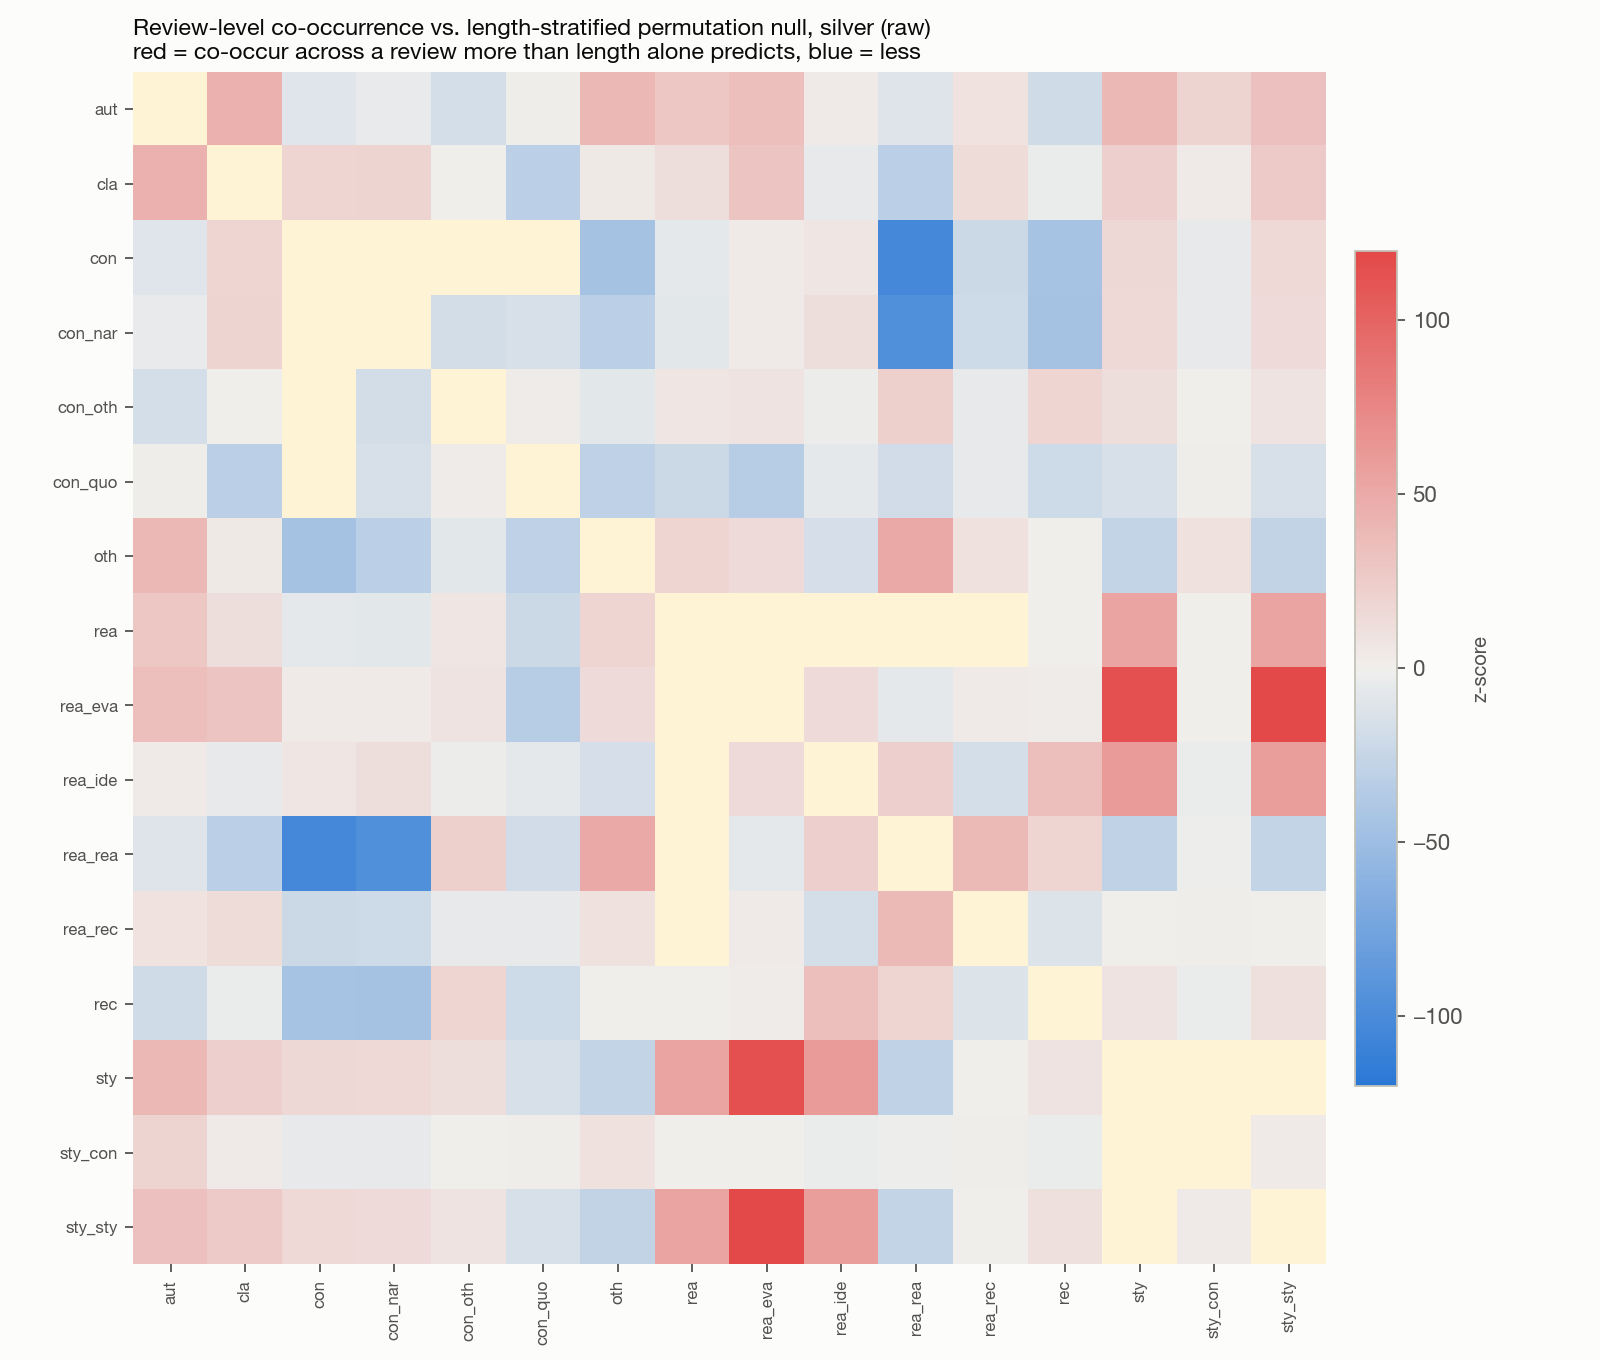 Review-level co-occurrence vs. length-stratified permutation null, silver (raw)
red = co-occur across a review more than length alone predicts, blue = less
aut
cla
con
con_nar
con_oth
con_quo
oth
rea
rea_eva
rea_ide
rea_rea
rea_rec
rec
sty
sty_con
sty_sty
aut
cla
con
con_nar
con_oth
con_quo
oth
rea
rea_eva
rea_ide
rea_rea
rea_rec
rec
sty
sty_con
sty_sty
100
50
0
−50
−100
z-score